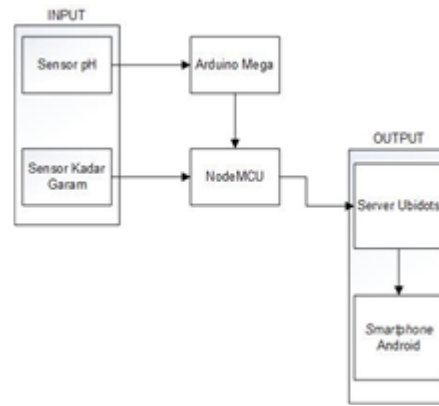 INPUT
Sensor pH
Arduino Mega
Sensor Kadar
Garam
NodeMCU
OUTPUT
Server Ubidots
Smartphone
Android